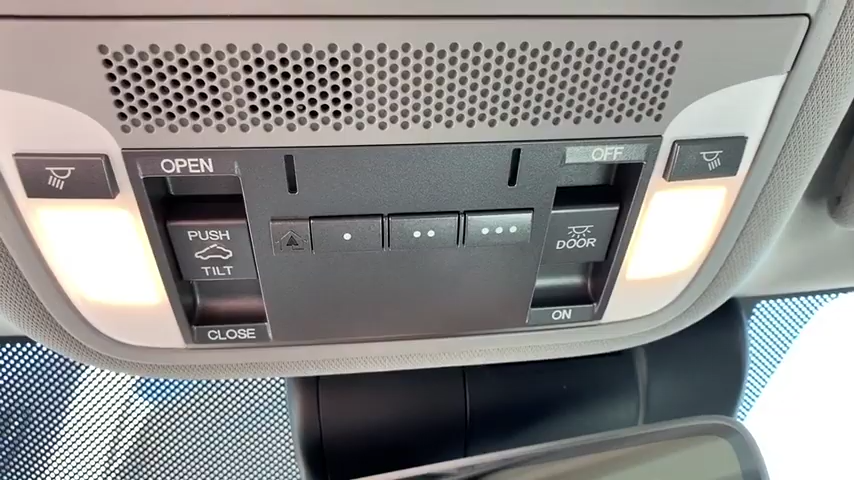 OPEN
OFF
PUSH
TILT
DOOR
CLOSE
ON